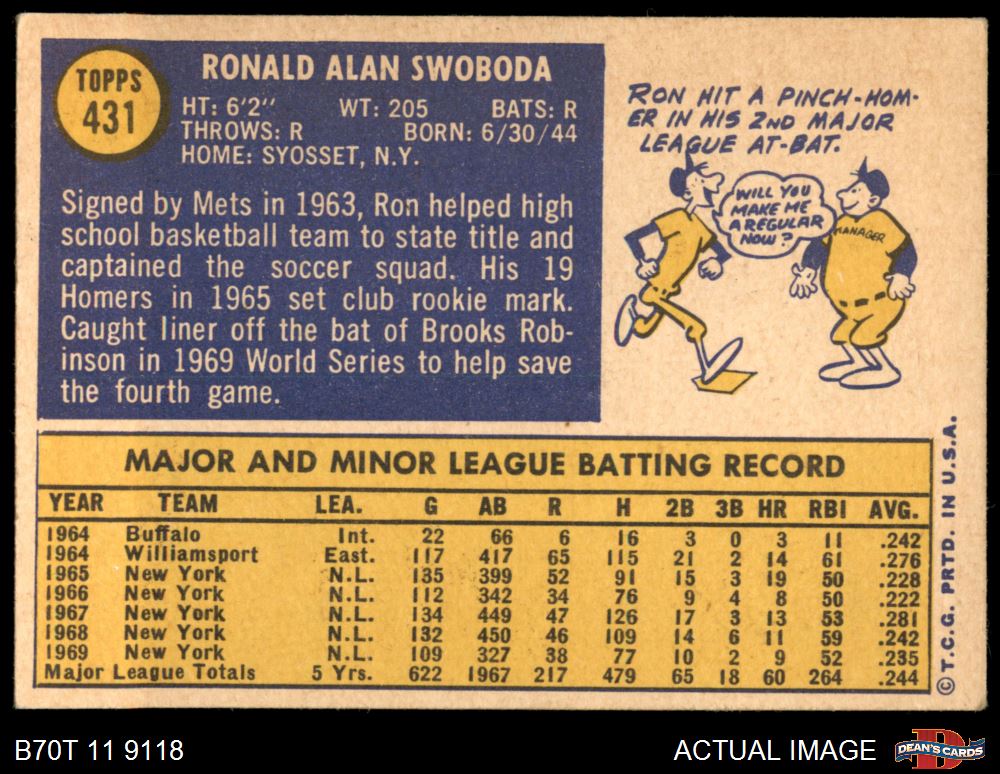 TOPPS
431
RONALD ALAN SWOBODA
HT: 6'2" WT: 205 BATS: R
THROWS: R BORN: 6/30/44
HOME: SYOSSET, N.Y.
Signed by Mets in 1963, Ron helped high
school basketball team to state title and
captained the soccer squad. His 19
Homers in 1965 set club rookie mark.
Caught liner off the bat of Brooks Rob-
inson in 1969 World Series to help save
the fourth game.
RON HIT A PINCH-HOM-
ER IN HIS 2ND MAJOR
LEAGUE AT-BAT.
WILL YOU
MAKE ME
A REGULAR
NOW?
MANAGER
MAJOR AND MINOR LEAGUE BATTING RECORD
YEAR TEAM LEA. G AB R H 2B 3B HR RBI AVG.
1964 Buffalo Int. 22 66 6 16 3 0 3 11 .242
1964 Williamsport East. 117 417 65 115 21 2 14 61 .276
1965 New York N.L. 135 399 52 91 15 3 19 50 .228
1966 New York N.L. 112 342 34 76 9 4 8 50 .222
1967 New York N.L. 134 449 47 126 17 3 13 53 .281
1968 New York N.L. 132 450 46 109 14 6 11 59 .242
1969 New York N.L. 109 327 38 77 10 2 9 52 .235
Major League Totals 5 Yrs. 622 1967 217 479 65 18 60 264 .244
© T.C.G. PRTD. IN U.S.A.
B70T 11 9118
ACTUAL IMAGE
D
DEAN'S CARDS